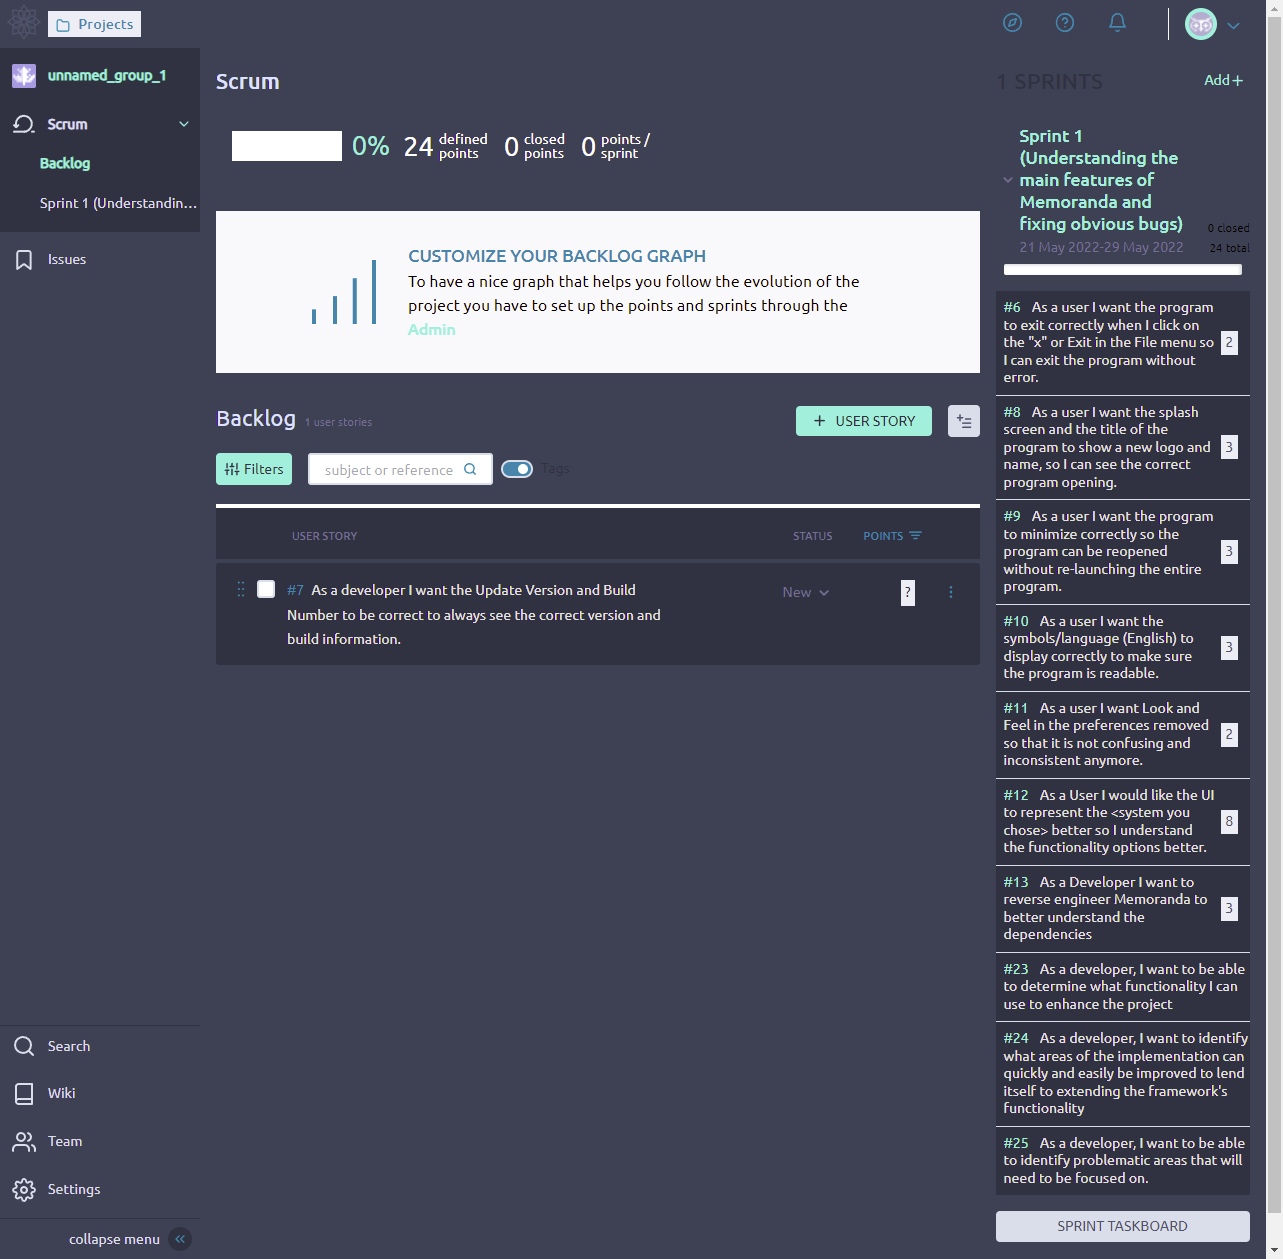 Projects
unnamed_group_1
Scrum
Backlog
Sprint 1 (Understandin...
Issues
Search
Wiki
Team
Settings
collapse menu
Scrum
0% 24 defined points 0 closed points 0 points / sprint
CUSTOMIZE YOUR BACKLOG GRAPH
To have a nice graph that helps you follow the evolution of the
project you have to set up the points and sprints through the
Admin
Backlog 1 user stories
+ USER STORY
Filters
subject or reference
Tags
USER STORY STATUS POINTS
#7 As a developer I want the Update Version and Build
Number to be correct to always see the correct version and
build information.
New
?
1 SPRINTS
Add+
Sprint 1
(Understanding the
main features of
Memoranda and
fixing obvious bugs)
0 closed
21 May 2022-29 May 2022
24 total
#6 As a user I want the program
to exit correctly when I click on
the "x" or Exit in the File menu so
I can exit the program without
error.
2
#8 As a user I want the splash
screen and the title of the
program to show a new logo and
name, so I can see the correct
program opening.
3
#9 As a user I want the program
to minimize correctly so the
program can be reopened
without re-launching the entire
program.
3
#10 As a user I want the
symbols/language (English) to
display correctly to make sure
the program is readable.
3
#11 As a user I want Look and
Feel in the preferences removed
so that it is not confusing and
inconsistent anymore.
2
#12 As a User I would like the UI
to represent the <system you
chose> better so I understand
the functionality options better.
8
#13 As a Developer I want to
reverse engineer Memoranda to
better understand the
dependencies
3
#23 As a developer, I want to be able
to determine what functionality I can
use to enhance the project
#24 As a developer, I want to identify
what areas of the implementation can
quickly and easily be improved to lend
itself to extending the framework's
functionality
#25 As a developer, I want to be able
to identify problematic areas that will
need to be focused on.
SPRINT TASKBOARD